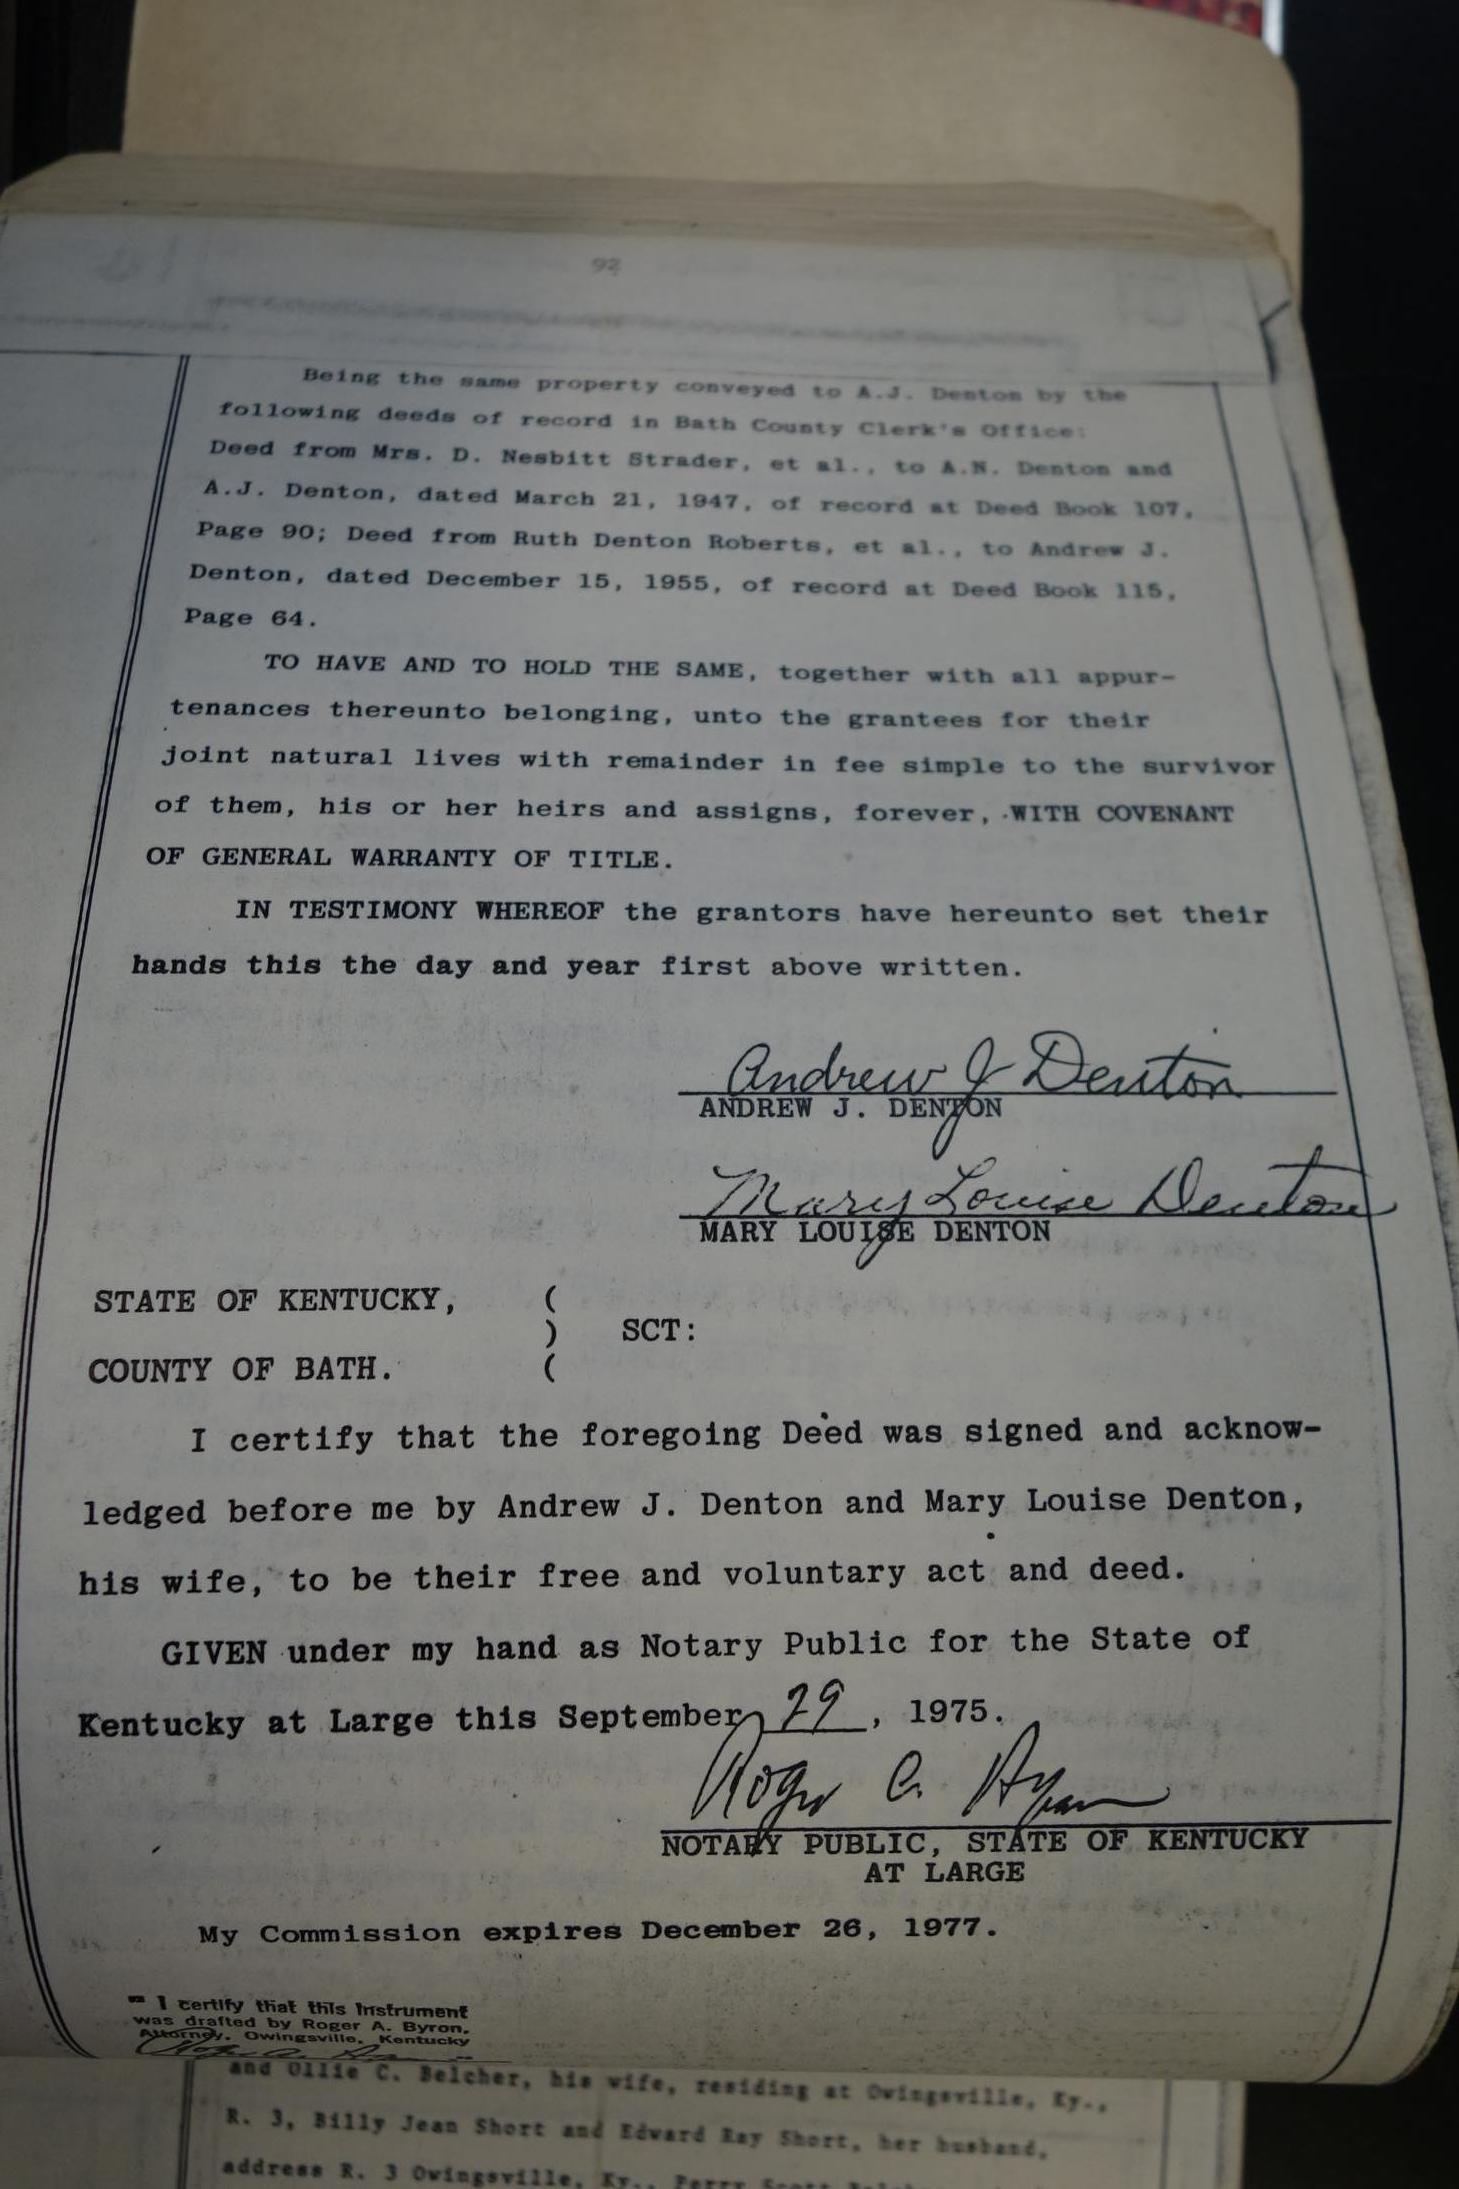 92
Being the same property conveyed to A.J. Denton by the
following deeds of record in Bath County Clerk's Office:
Deed from Mrs. D. Nesbitt Strader, et al., to A.N. Denton and
A.J. Denton, dated March 21, 1947, of record at Deed Book 107,
Page 90; Deed from Ruth Denton Roberts, et al., to Andrew J.
Denton, dated December 15, 1955, of record at Deed Book 115,
Page 64.
TO HAVE AND TO HOLD THE SAME, together with all appur-
tenances thereunto belonging, unto the grantees for their
joint natural lives with remainder in fee simple to the survivor
of them, his or her heirs and assigns, forever, WITH COVENANT
OF GENERAL WARRANTY OF TITLE.
IN TESTIMONY WHEREOF the grantors have hereunto set their
hands this the day and year first above written.
Andrew J Denton
ANDREW J. DENTON
Mary Louise Denton
MARY LOUISE DENTON
STATE OF KENTUCKY, (
) SCT:
COUNTY OF BATH. (
I certify that the foregoing Deed was signed and acknow-
ledged before me by Andrew J. Denton and Mary Louise Denton,
his wife, to be their free and voluntary act and deed.
GIVEN under my hand as Notary Public for the State of
Kentucky at Large this September 29, 1975.
Roger A. Byron
NOTARY PUBLIC, STATE OF KENTUCKY
AT LARGE
My Commission expires December 26, 1977.
" I certify that this instrument
was drafted by Roger A. Byron,
Attorney, Owingsville, Kentucky
and Ollie C. Belcher, his wife, residing at Owingsville, Ky.,
R. 3, Billy Jean Short and Edward Ray Short, her husband,
address R. 3 Owingsville, Ky., Perry Scott